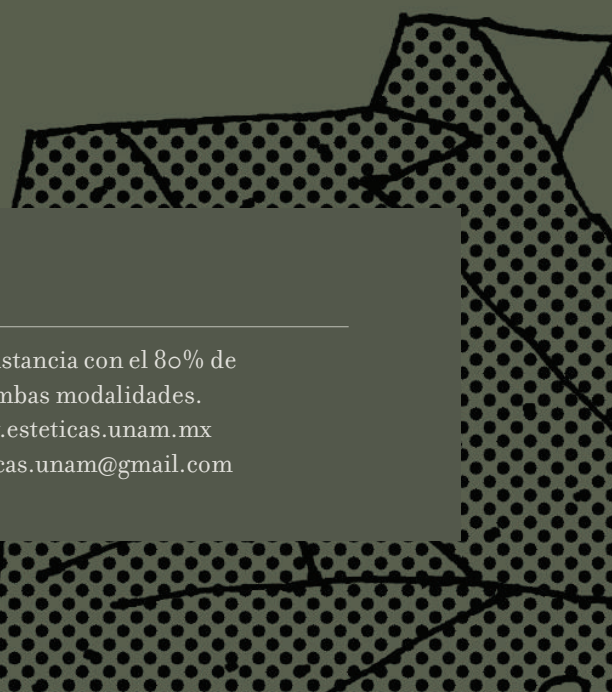 stancia con el 80% de
mbas modalidades.
.esteticas.unam.mx
cas.unam@gmail.com